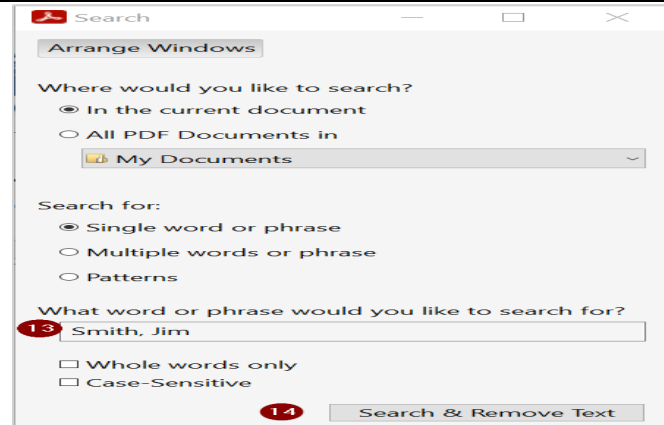 Search
Arrange Windows
Where would you like to search?
In the current document
All PDF Documents in
My Documents
Search for:
Single word or phrase
Multiple words or phrase
Patterns
What word or phrase would you like to search for?
13 Smith, Jim
Whole words only
Case-Sensitive
14 Search & Remove Text